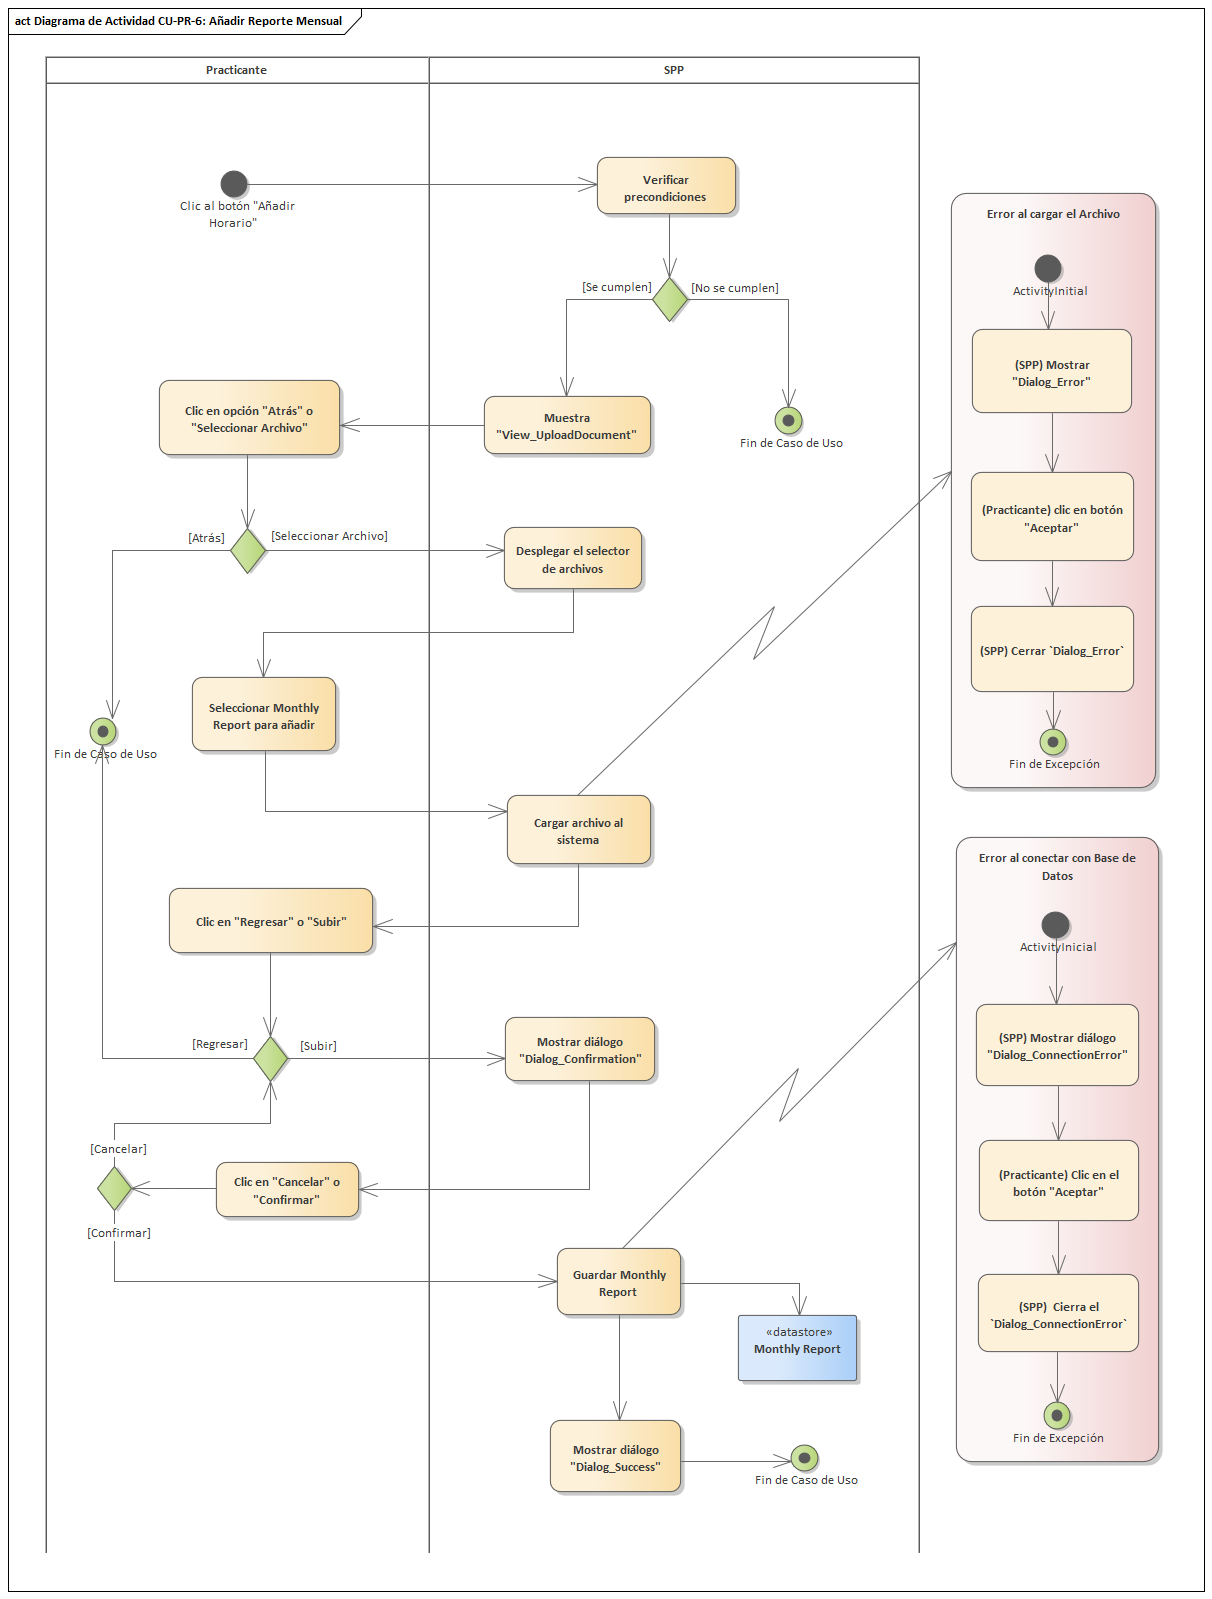 act Diagrama de Actividad CU-PR-6: Añadir Reporte Mensual
Practicante
SPP
Clic al botón "Añadir
Horario"
Verificar
precondiciones
[Se cumplen]
[No se cumplen]
Fin de Caso de Uso
Muestra
"View_UploadDocument"
Clic en opción "Atrás" o
"Seleccionar Archivo"
[Atrás]
[Seleccionar Archivo]
Desplegar el selector
de archivos
Seleccionar Monthly
Report para añadir
Fin de Caso de Uso
Cargar archivo al
sistema
Clic en "Regresar" o "Subir"
[Regresar]
[Subir]
Mostrar diálogo
"Dialog_Confirmation"
[Cancelar]
Clic en "Cancelar" o
"Confirmar"
[Confirmar]
Guardar Monthly
Report
«datastore»
Monthly Report
Mostrar diálogo
"Dialog_Success"
Fin de Caso de Uso
Error al cargar el Archivo
ActivityInitial
(SPP) Mostrar
"Dialog_Error"
(Practicante) clic en botón
"Aceptar"
(SPP) Cerrar `Dialog_Error`
Fin de Excepción
Error al conectar con Base de
Datos
ActivityInicial
(SPP) Mostrar diálogo
"Dialog_ConnectionError"
(Practicante) Clic en el
botón "Aceptar"
(SPP)  Cierra el
`Dialog_ConnectionError`
Fin de Excepción